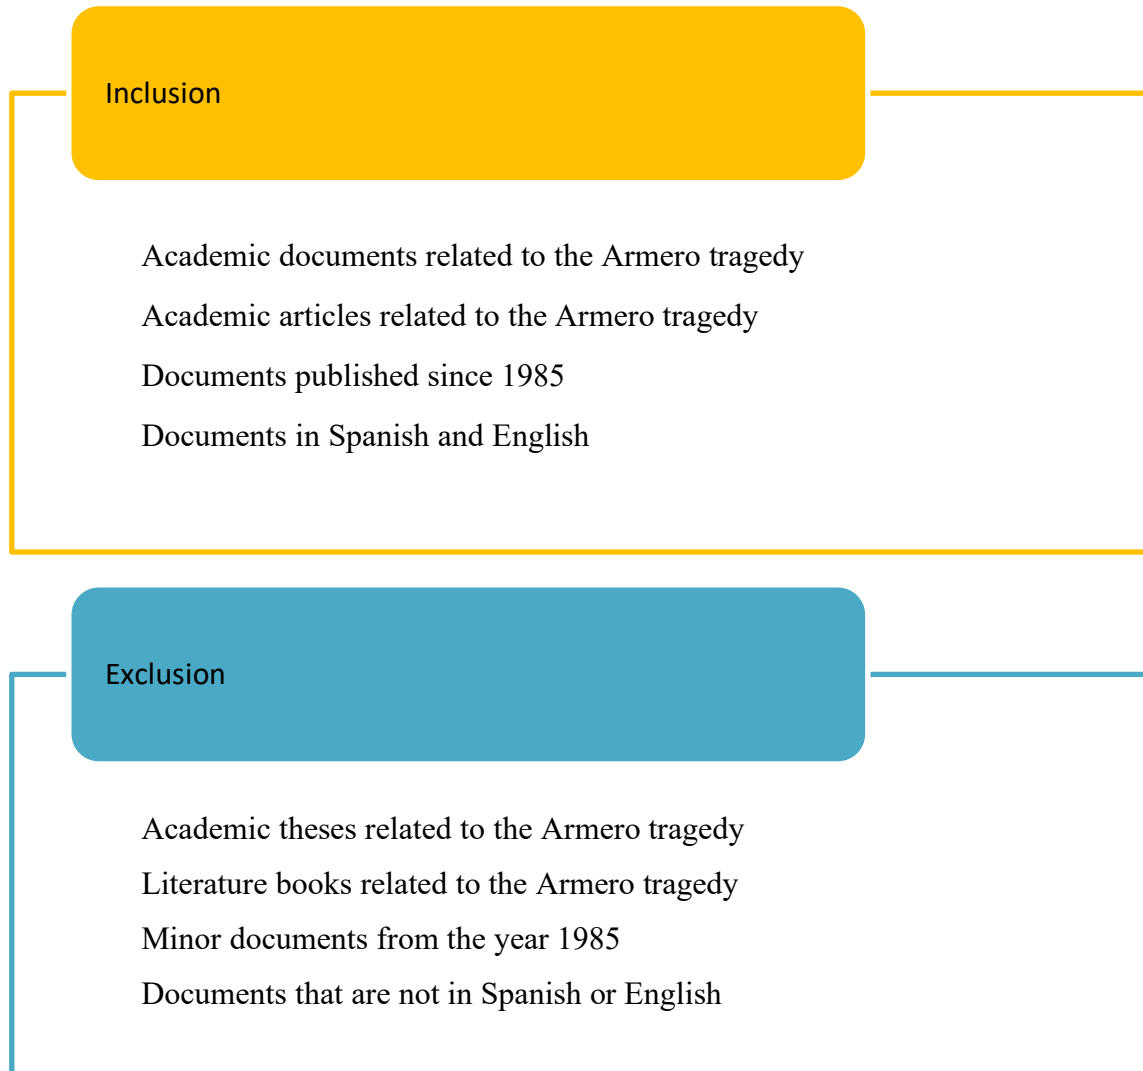 Inclusion
Academic documents related to the Armero tragedy
Academic articles related to the Armero tragedy
Documents published since 1985
Documents in Spanish and English
Exclusion
Academic theses related to the Armero tragedy
Literature books related to the Armero tragedy
Minor documents from the year 1985
Documents that are not in Spanish or English